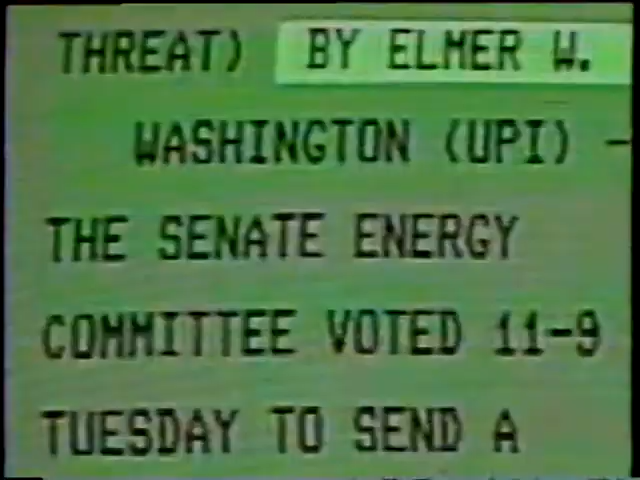 THREAT) BY ELMER W.
WASHINGTON (UPI) –
THE SENATE ENERGY
COMMITTEE VOTED 11-9
TUESDAY TO SEND A